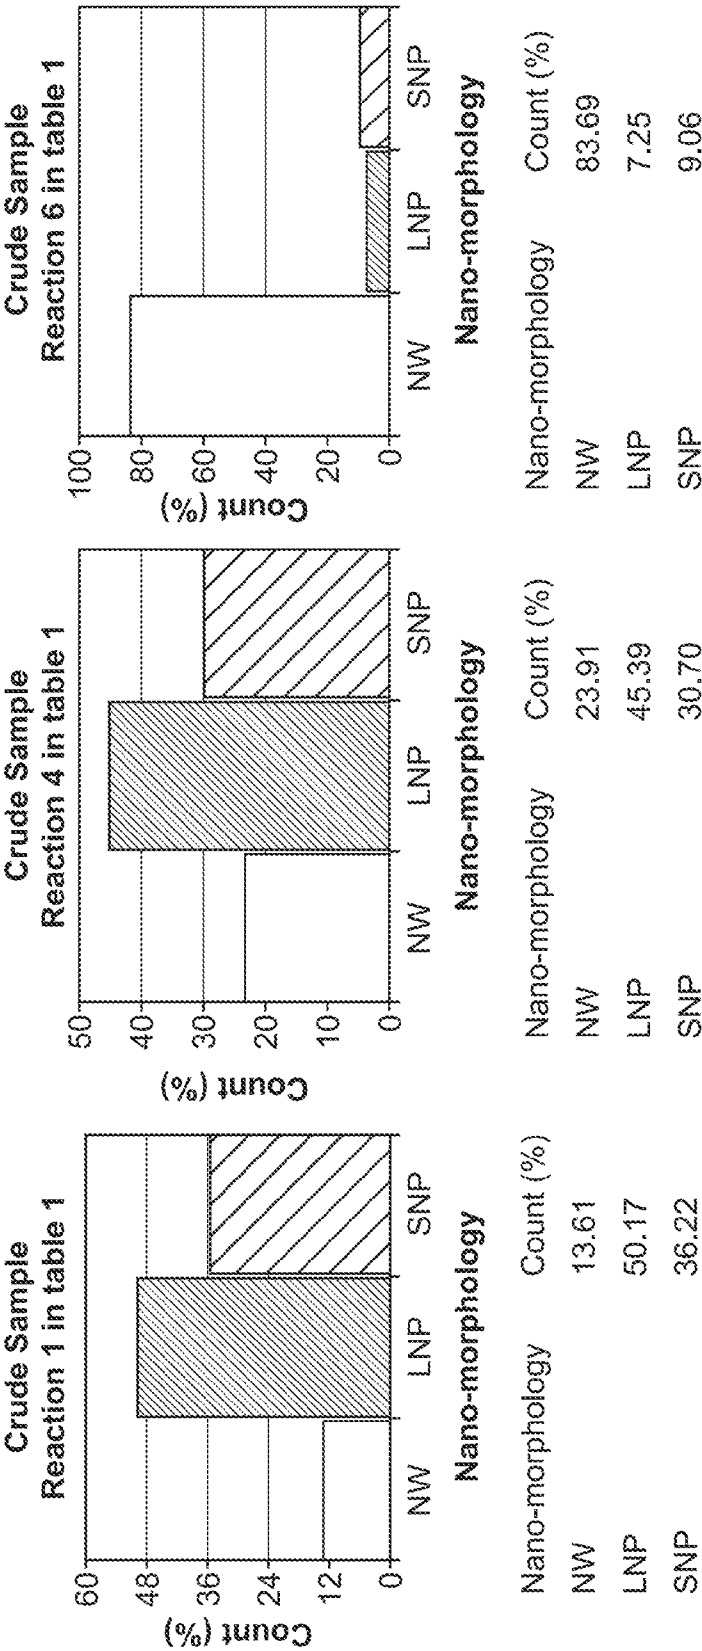 Crude Sample
Reaction 1 in table 1
Count (%)
60
48
36
24
12
0
NW LNP SNP
Nano-morphology
Nano-morphology Count (%)
NW 13.61
LNP 50.17
SNP 36.22
Crude Sample
Reaction 4 in table 1
Count (%)
50
40
30
20
10
0
NW LNP SNP
Nano-morphology
Nano-morphology Count (%)
NW 23.91
LNP 45.39
SNP 30.70
Crude Sample
Reaction 6 in table 1
Count (%)
100
80
60
40
20
0
NW LNP SNP
Nano-morphology
Nano-morphology Count (%)
NW 83.69
LNP 7.25
SNP 9.06